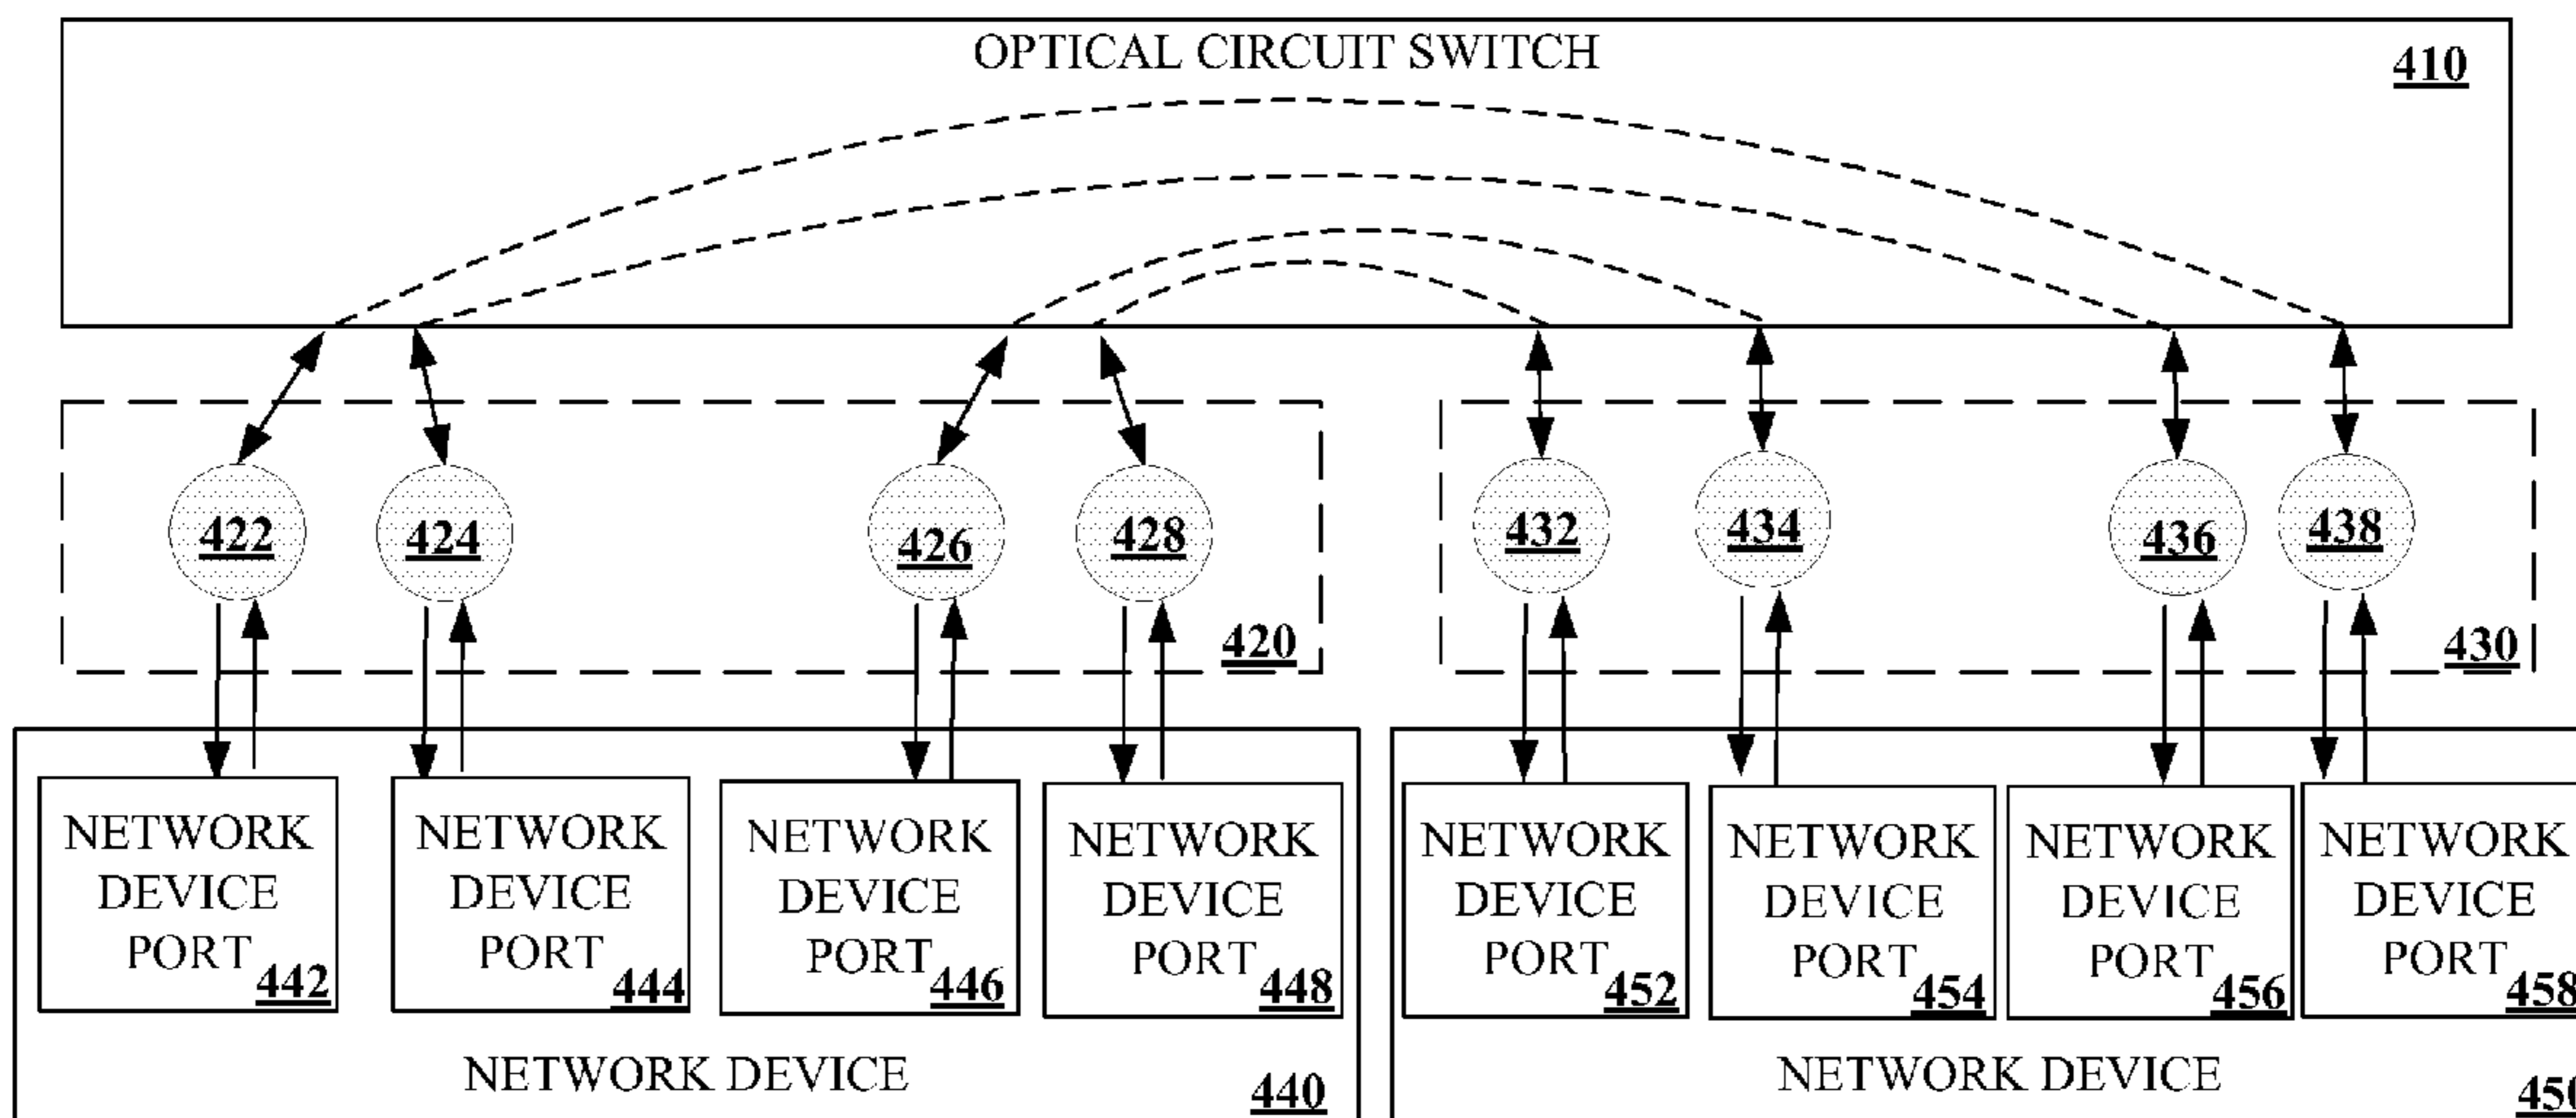 OPTICAL CIRCUIT SWITCH
410
422
424
426
428
432
434
436
438
420
430
NETWORK
DEVICE
PORT
442
NETWORK
DEVICE
PORT
444
NETWORK
DEVICE
PORT
446
NETWORK
DEVICE
PORT
448
NETWORK
DEVICE
PORT
452
NETWORK
DEVICE
PORT
454
NETWORK
DEVICE
PORT
456
NETWORK
DEVICE
PORT
458
NETWORK DEVICE
440
NETWORK DEVICE
450